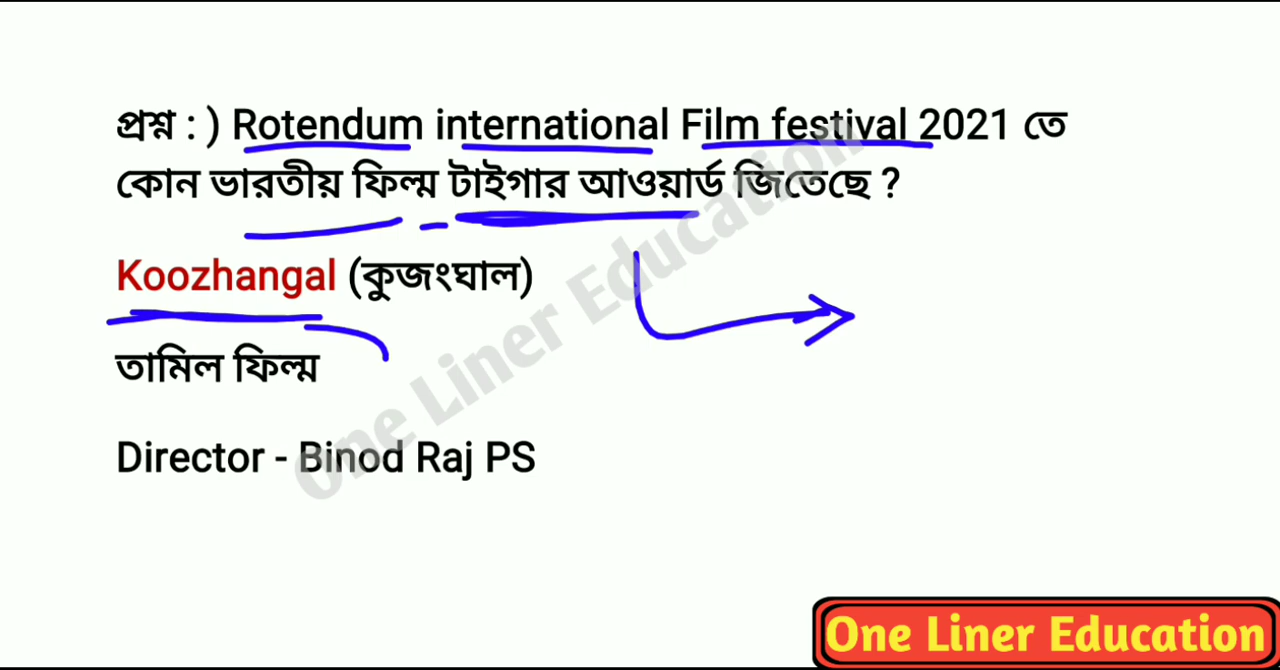 প্রশ্ন : ) Rotendum international Film festival 2021 তে
কোন ভারতীয় ফিল্ম টাইগার আওয়ার্ড জিতেছে ?
Koozhangal (কুজংঘাল)
তামিল ফিল্ম
Director - Binod Raj PS
One Liner Education
One Liner Education